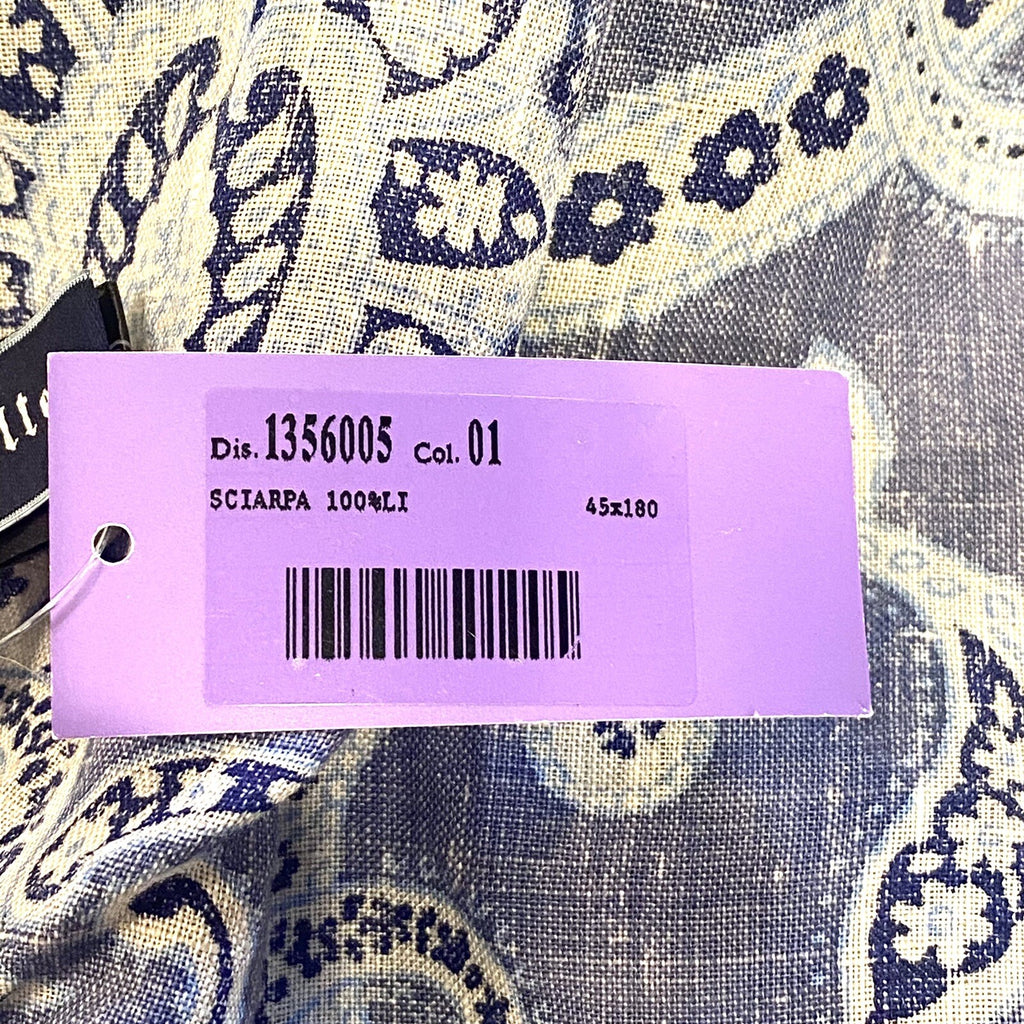 Dis. 1356005 Col. 01
SCIARPA 100%LI 45x180